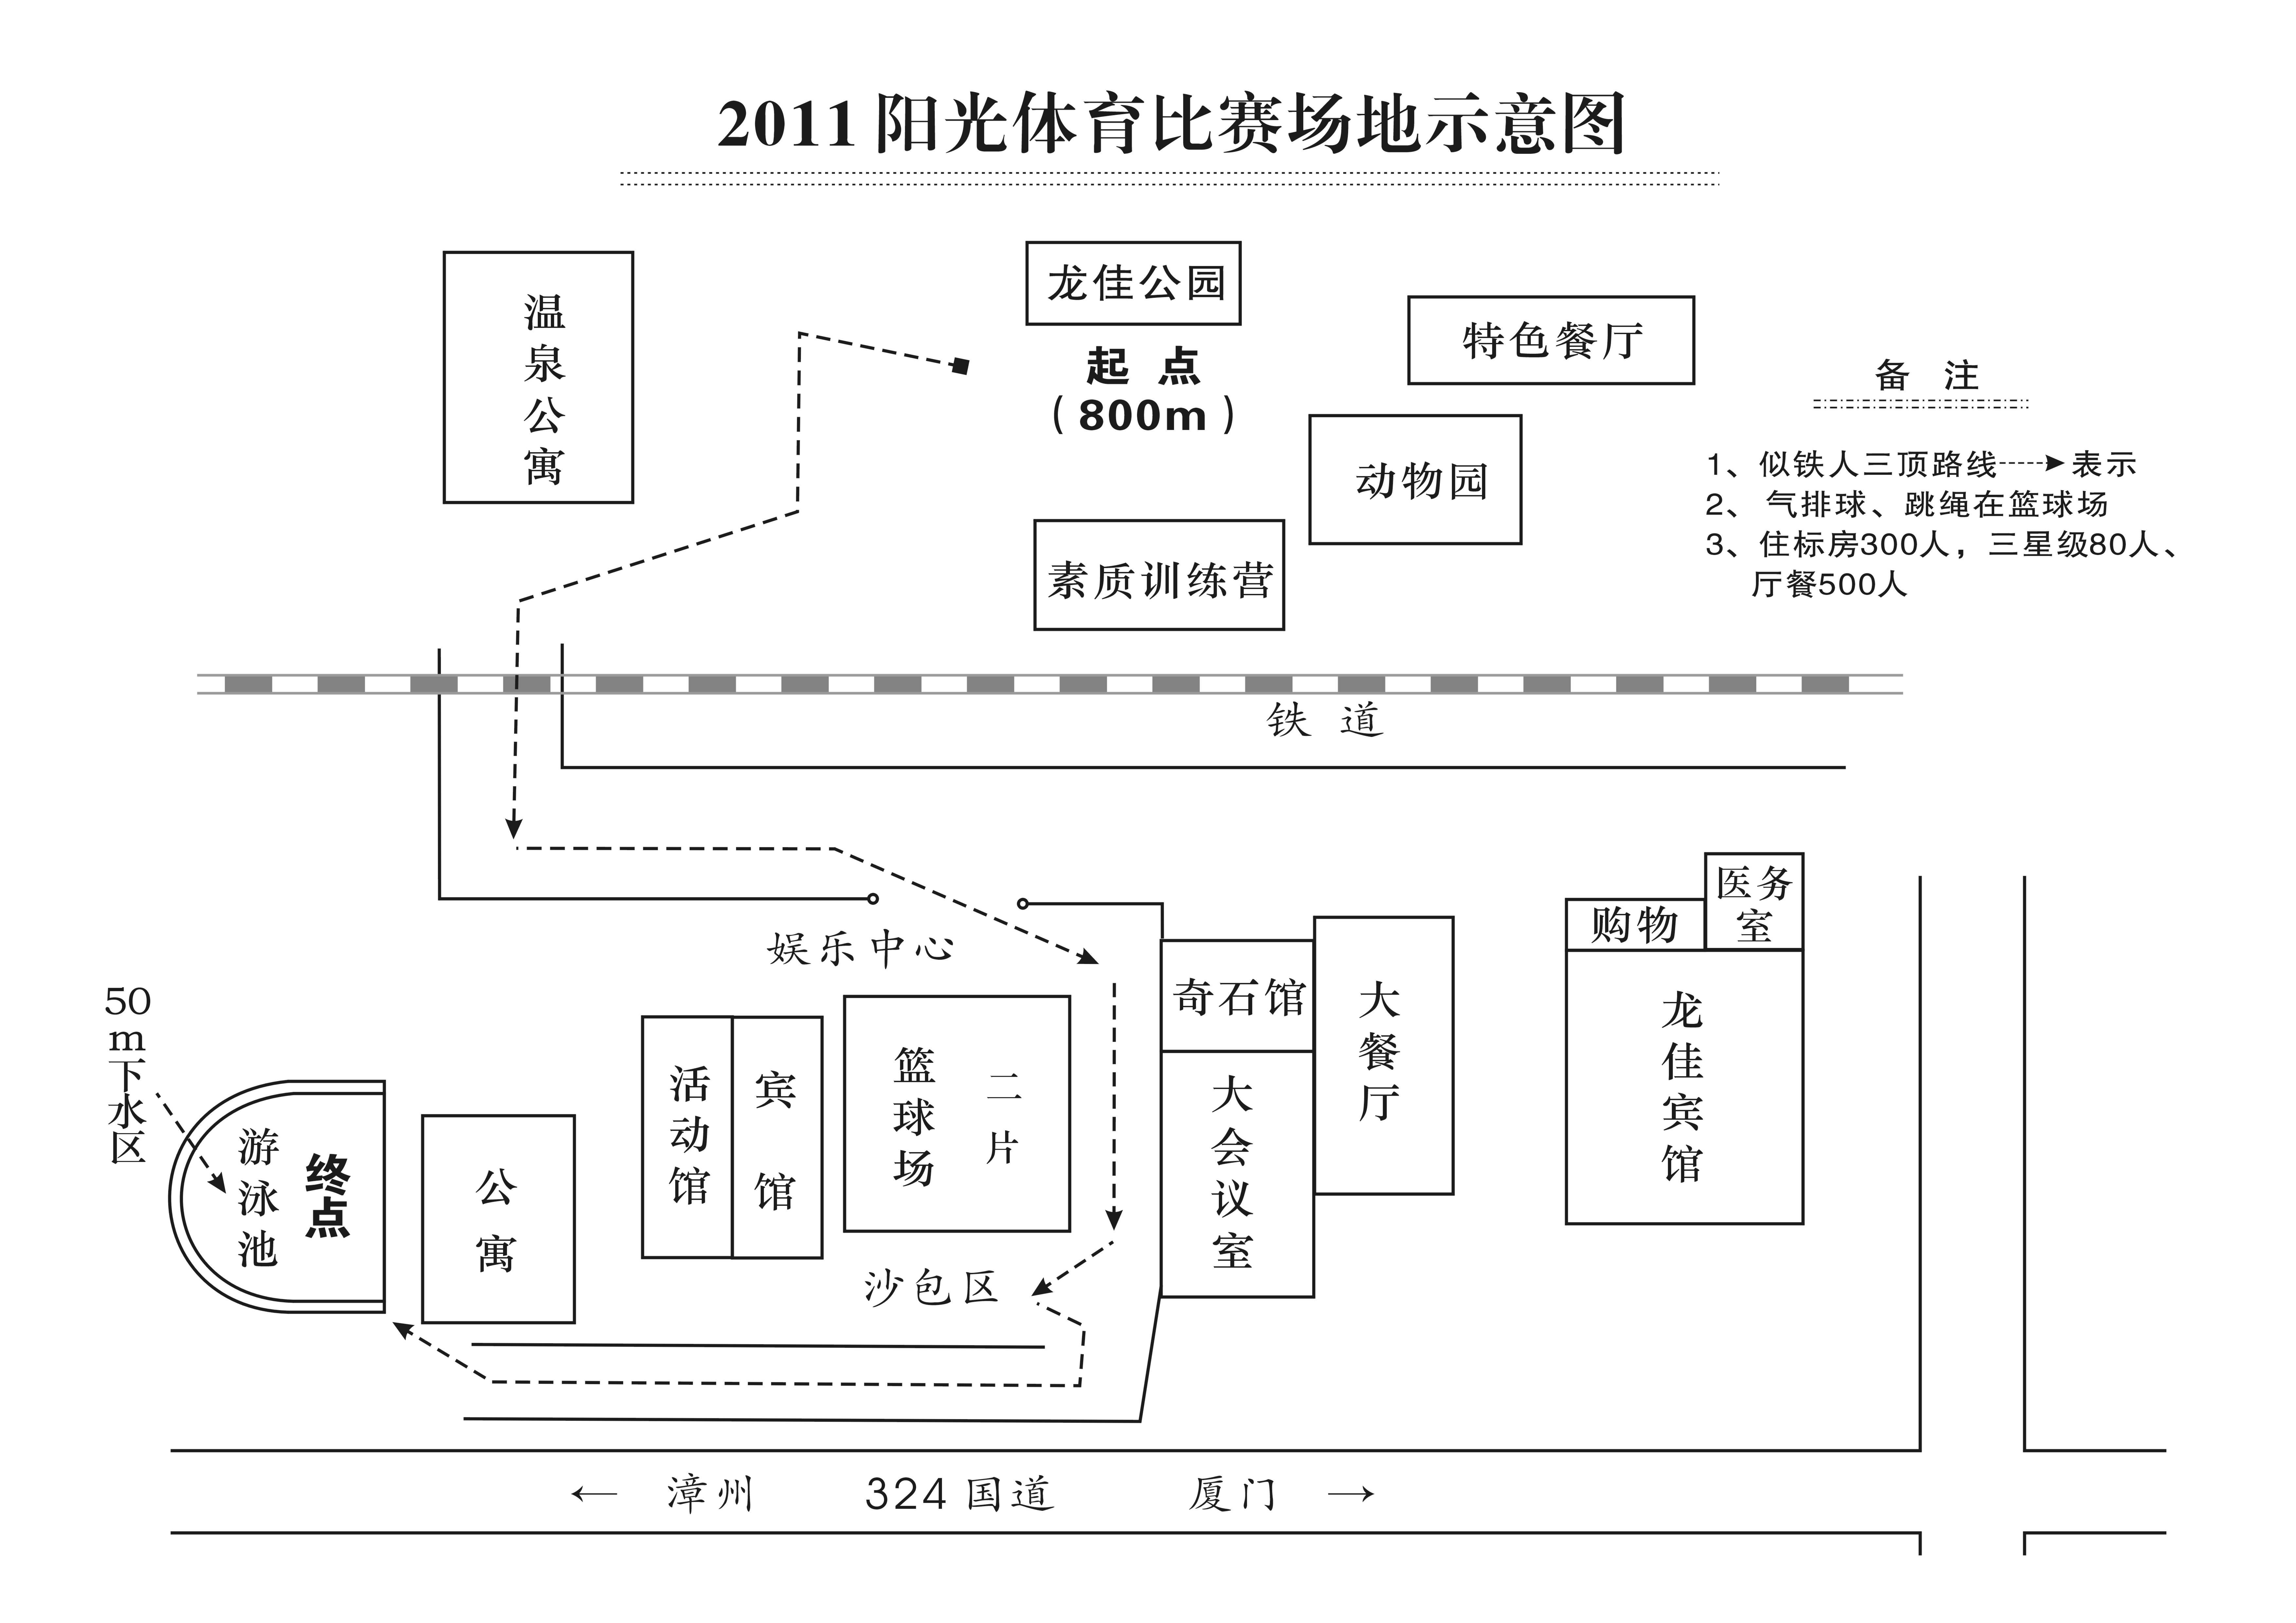 2011阳光体育比赛场地示意图
温泉公寓
龙佳公园
起 点
(800m)
特色餐厅
动物园
素质训练营
备 注
1、似铁人三顶路线 表示
2、气排球、跳绳在篮球场
3、住标房300人，三星级80人、
厅餐500人
铁 道
娱乐中心
奇石馆
大餐厅
大会议室
购物
医务
室
龙佳宾馆
50
m
下水区
游泳池
终点
公寓
活动馆
宾馆
篮球场
二片
沙包区
← 漳州 324 国道 厦门 →